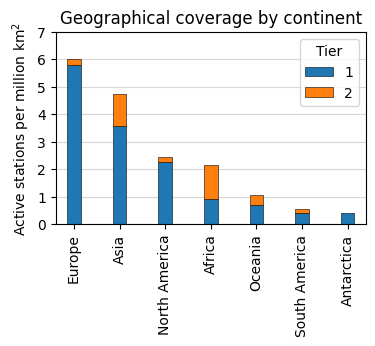 Geographical coverage by continent
Active stations per million km²
7
6
5
4
3
2
1
0
Tier
1
2
Europe
Asia
North America
Africa
Oceania
South America
Antarctica